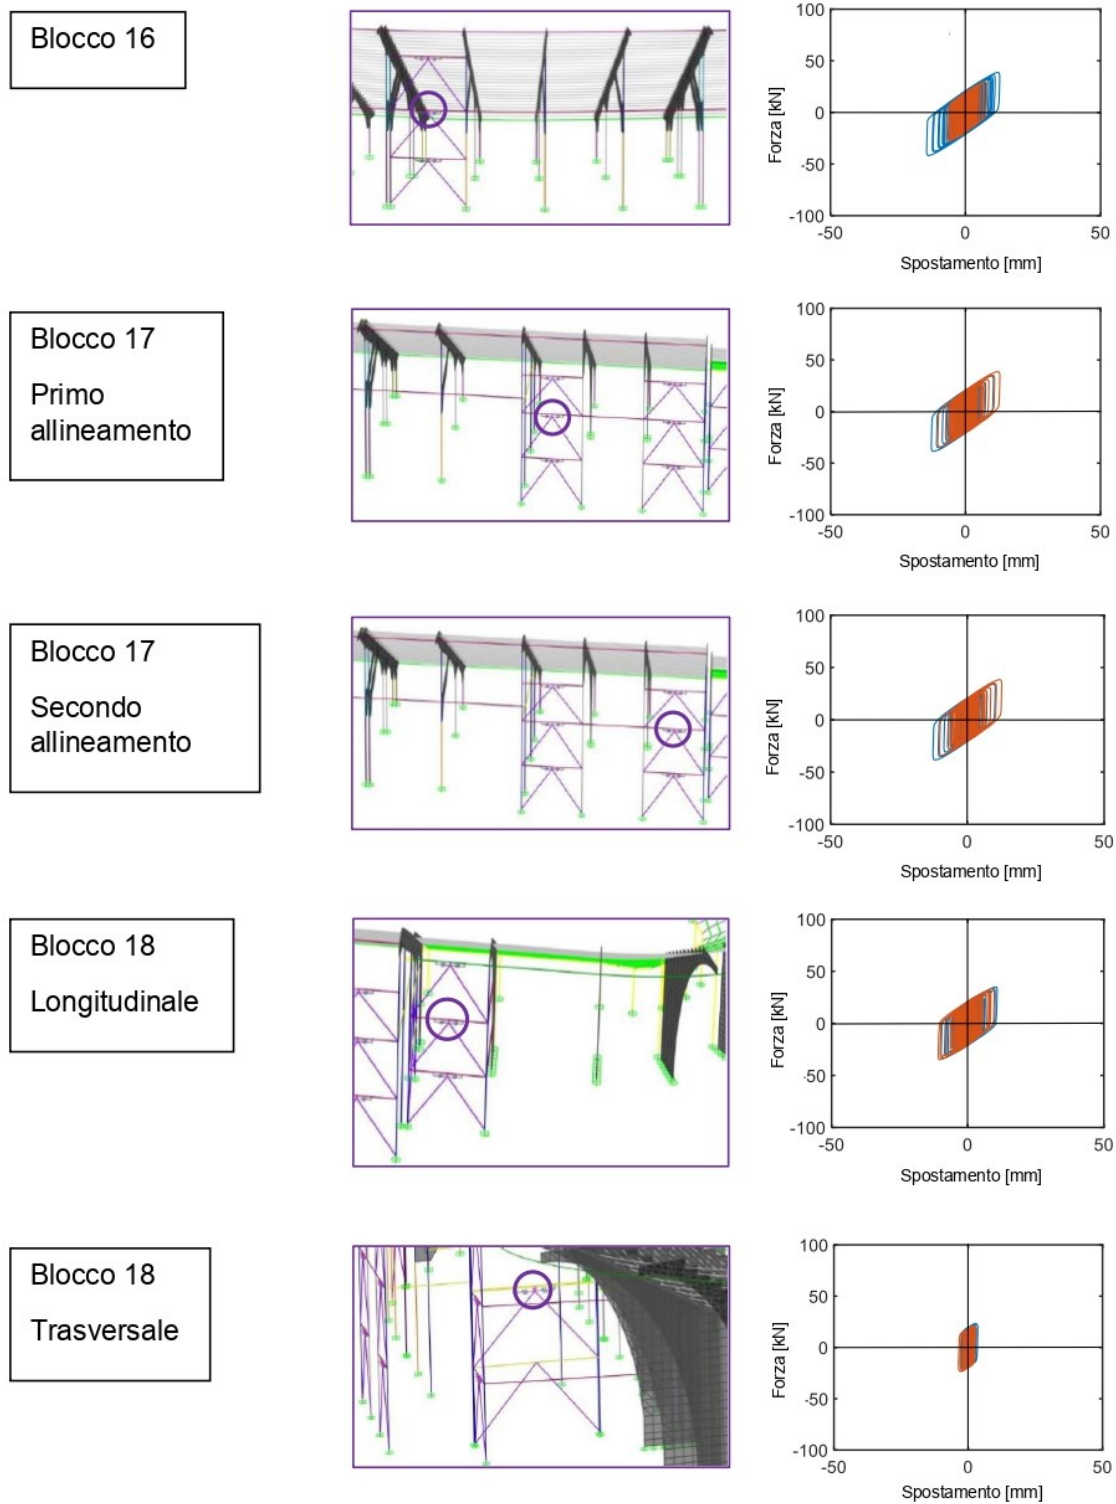 Blocco 16
100
50
0
-50
-100
-50
0
50
Forza [kN]
Spostamento [mm]
Blocco 17
Primo
allineamento
100
50
0
-50
-100
-50
0
50
Forza [kN]
Spostamento [mm]
Blocco 17
Secondo
allineamento
100
50
0
-50
-100
-50
0
50
Forza [kN]
Spostamento [mm]
Blocco 18
Longitudinale
100
50
0
-50
-100
-50
0
50
Forza [kN]
Spostamento [mm]
Blocco 18
Trasversale
100
50
0
-50
-100
-50
0
50
Forza [kN]
Spostamento [mm]